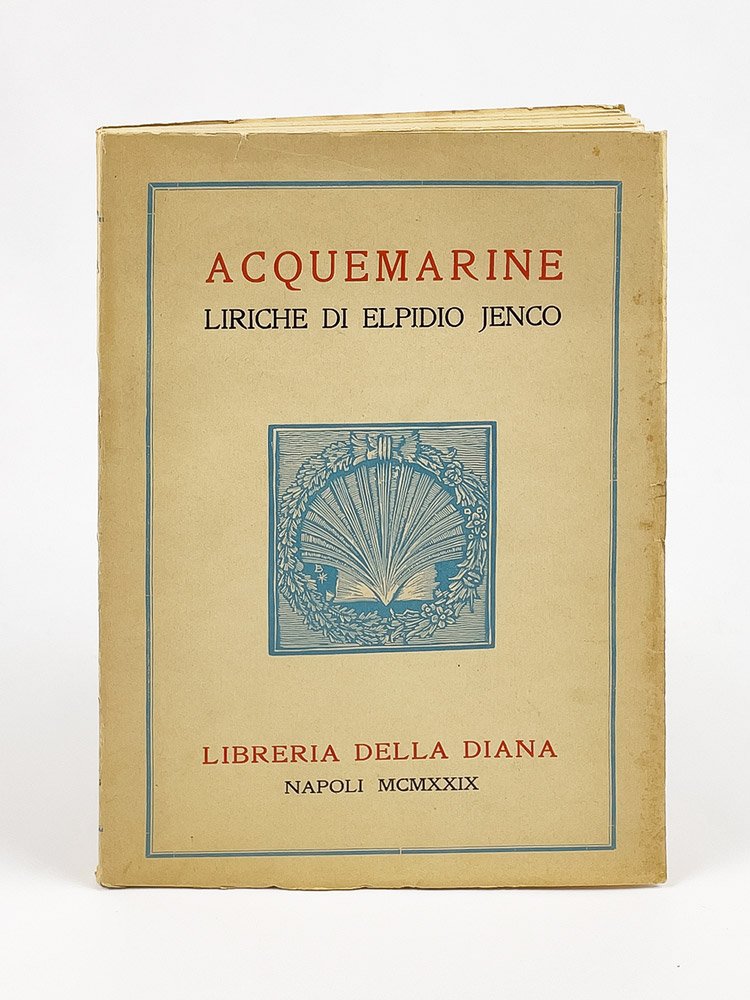 ACQUEMARINE
LIRICHE DI ELPIDIO JENCO
LIBRERIA DELLA DIANA
NAPOLI MCMXXIX